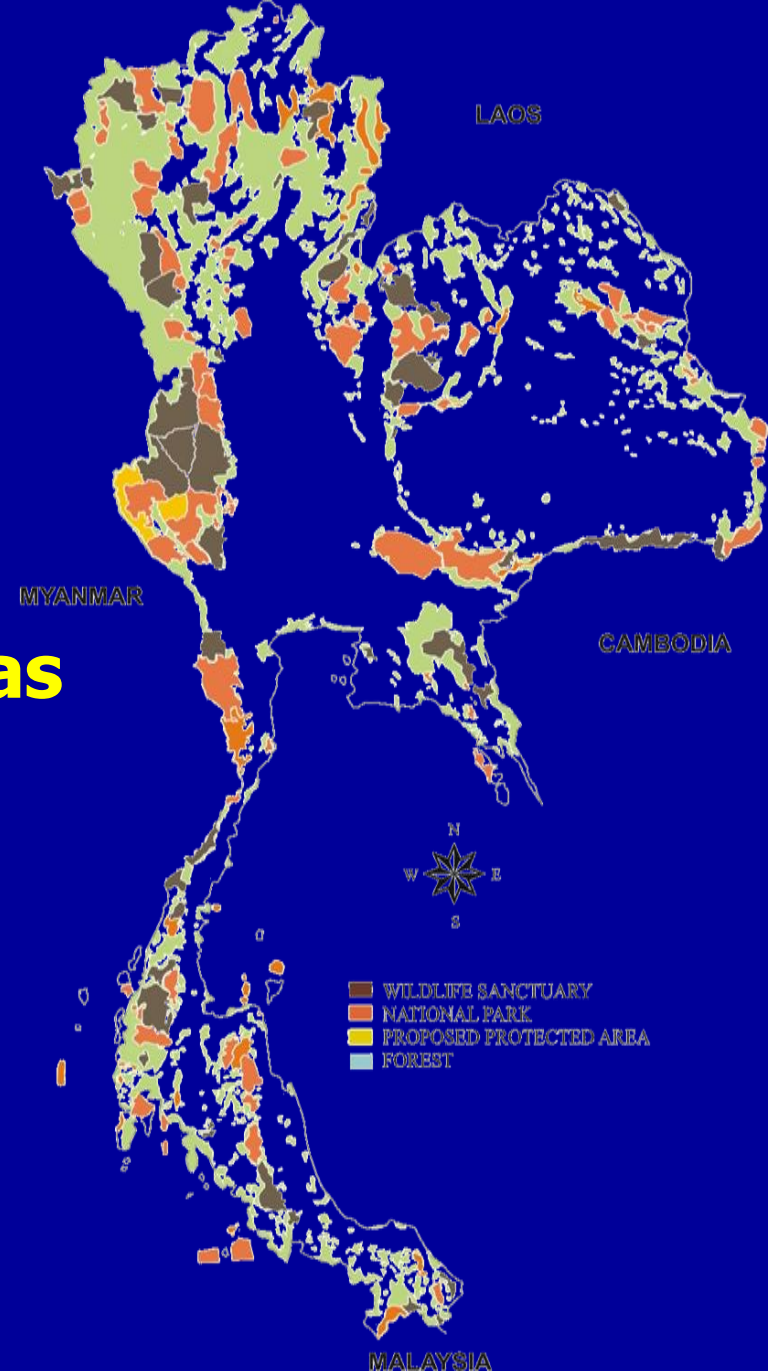 LAOS
MYANMAR
CAMBODIA
as
N
W E
S
WILDLIFE SANCTUARY
NATIONAL PARK
PROPOSED PROTECTED AREA
FOREST
MALAYSIA